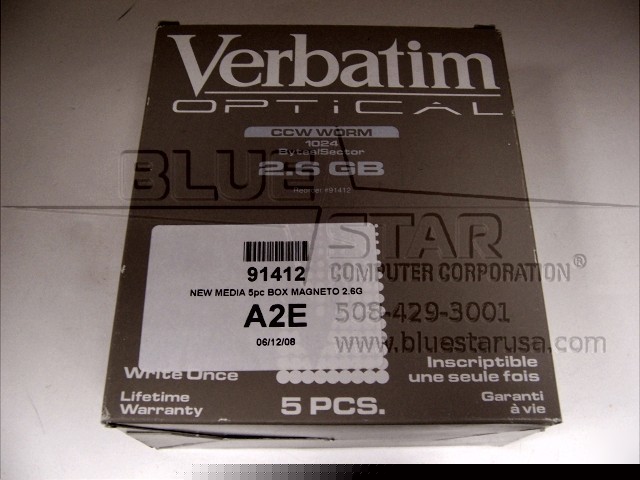 Verbatim
OPTICAL
CCW WORM
1024
Bytes/Sector
2.6 GB
Reorder #91412
BLUE
STAR
COMPUTER CORPORATION®
508-429-3001
www.bluestarusa.com
91412
NEW MEDIA 5pc BOX MAGNETO 2.6G
A2E
06/12/08
Write Once
Inscriptible
une seule fois
Lifetime
Warranty
5 PCS.
Garanti
à vie